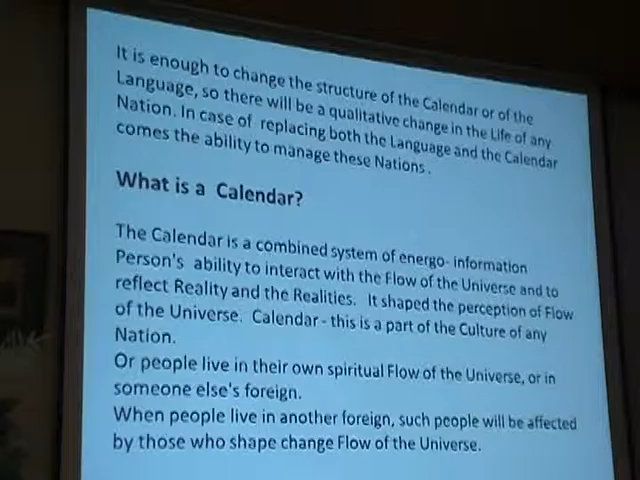 It is enough to change the structure of the Calendar or of the
Language, so there will be a qualitative change in the Life of any
Nation. In case of replacing both the Language and the Calendar
comes the ability to manage these Nations.
What is a Calendar?
The Calendar is a combined system of energo- information
Person's ability to interact with the Flow of the Universe and to
reflect Reality and the Realities. It shaped the perception of Flow
of the Universe. Calendar - this is a part of the Culture of any
Nation.
Or people live in their own spiritual Flow of the Universe, or in
someone else's foreign.
When people live in another foreign, such people will be affected
by those who shape change Flow of the Universe.